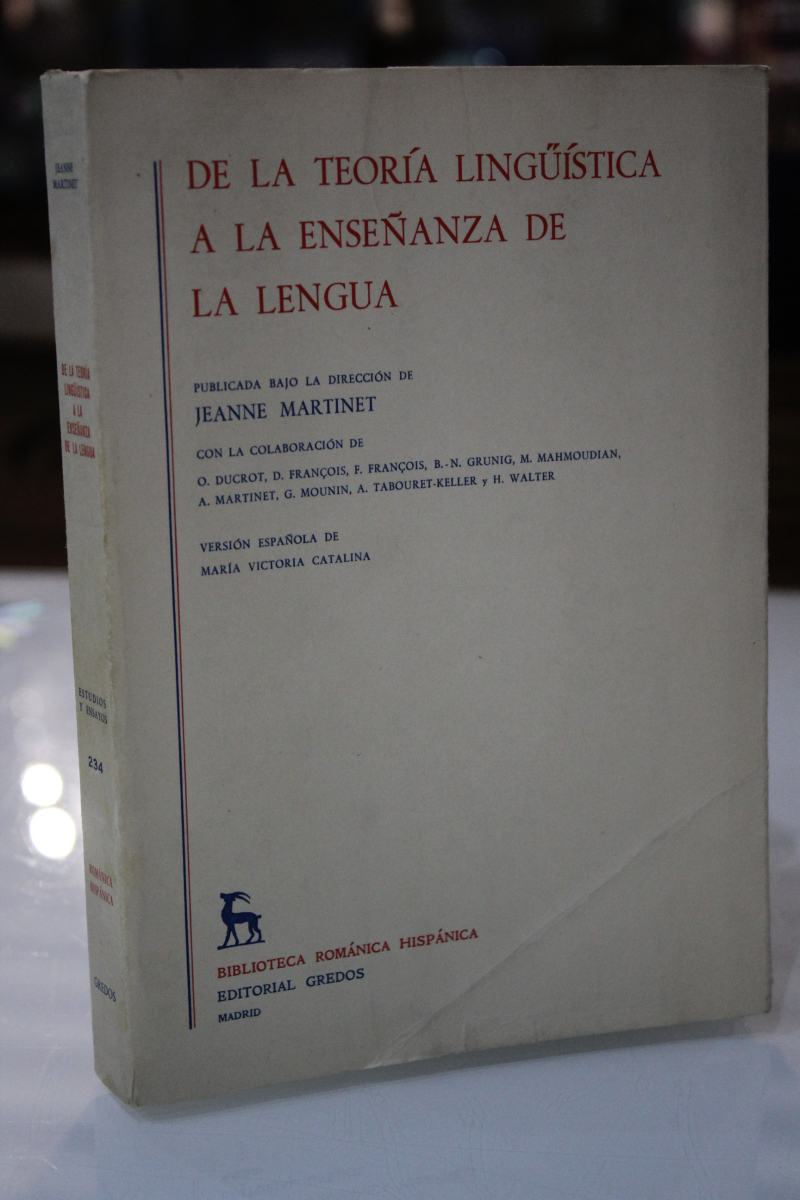 JEANNE
MARTINET
DE LA TEORÍA
LINGÜÍSTICA
A LA
ENSEÑANZA
DE LA LENGUA
ESTUDIOS
Y ENSAYOS
234
ROMÁNICA
HISPÁNICA
GREDOS
DE LA TEORÍA LINGÜÍSTICA
A LA ENSEÑANZA DE
LA LENGUA
PUBLICADA BAJO LA DIRECCIÓN DE
JEANNE MARTINET
CON LA COLABORACIÓN DE
O. DUCROT, D. FRANÇOIS, F. FRANÇOIS, B.-N. GRUNIG, M. MAHMOUDIAN,
A. MARTINET, G. MOUNIN, A. TABOURET-KELLER y H. WALTER
VERSIÓN ESPAÑOLA DE
MARÍA VICTORIA CATALINA
BIBLIOTECA ROMÁNICA HISPÁNICA
EDITORIAL GREDOS
MADRID